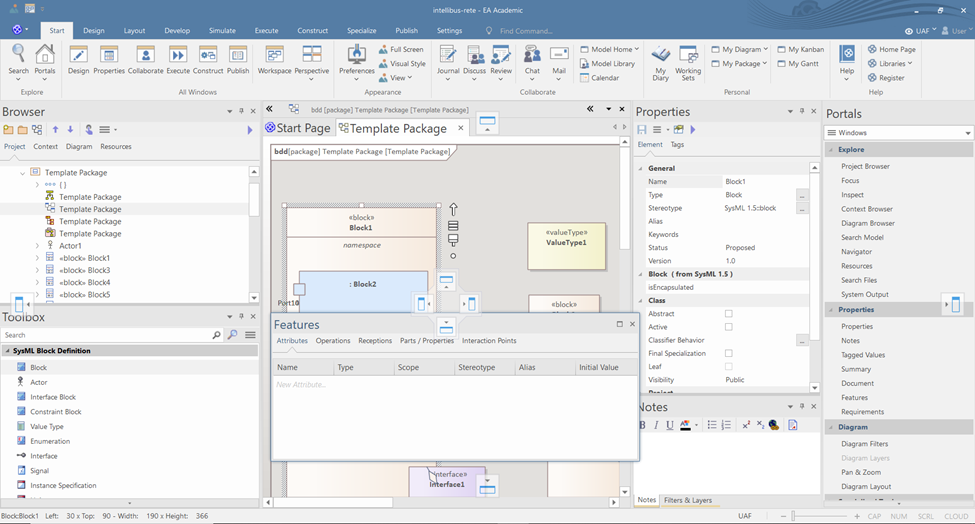 intellibus-rete - EA Academic
Start
Design
Layout
Develop
Simulate
Execute
Construct
Specialize
Publish
Settings
Find Command...
UAF
User
Search
Portals
Explore
Design
Properties
Collaborate
Execute
Construct
Publish
All Windows
Workspace
Perspective
Preferences
Full Screen
Visual Style
View
Appearance
Journal
Discuss
Review
Chat
Mail
Model Home
Model Library
Calendar
Collaborate
My Diary
Working Sets
My Diagram
My Package
My Kanban
My Gantt
Personal
Help
Home Page
Libraries
Register
Help
Browser
Project
Context
Diagram
Resources
Template Package
{ }
Template Package
Template Package
Template Package
Template Package
Actor1
«block» Block1
«block» Block3
«block» Block4
«block» Block5
Toolbox
Search
SysML Block Definition
Block
Actor
Interface Block
Constraint Block
Value Type
Enumeration
Interface
Signal
Instance Specification
bdd [package] Template Package [Template Package]
Start Page
Template Package
bdd[package] Template Package [Template Package]
«block»
Block1
namespace
: Block2
«valueType»
ValueType1
«block»
Features
Attributes
Operations
Receptions
Parts / Properties
Interaction Points
Name
Type
Scope
Stereotype
Alias
Initial Value
New Attribute...
Interface1
Properties
Element
Tags
General
Name Block1
Type Block
Stereotype SysML 1.5::block
Alias
Keywords
Status Proposed
Version 1.0
Block ( from SysML 1.5 )
isEncapsulated
Class
Abstract
Active
Classifier Behavior
Final Specialization
Leaf
Visibility Public
Project
Notes
B I U
Notes
Filters & Layers
Portals
Windows
Explore
Project Browser
Focus
Inspect
Context Browser
Diagram Browser
Search Model
Navigator
Resources
Search Files
System Output
Properties
Properties
Notes
Tagged Values
Summary
Document
Features
Requirements
Diagram
Diagram Filters
Diagram Layers
Pan & Zoom
Diagram Layout
Block:Block1 Left: 30 x Top: 90 - Width: 190 x Height: 366
UAF
CAP NUM SCRL CLOUD